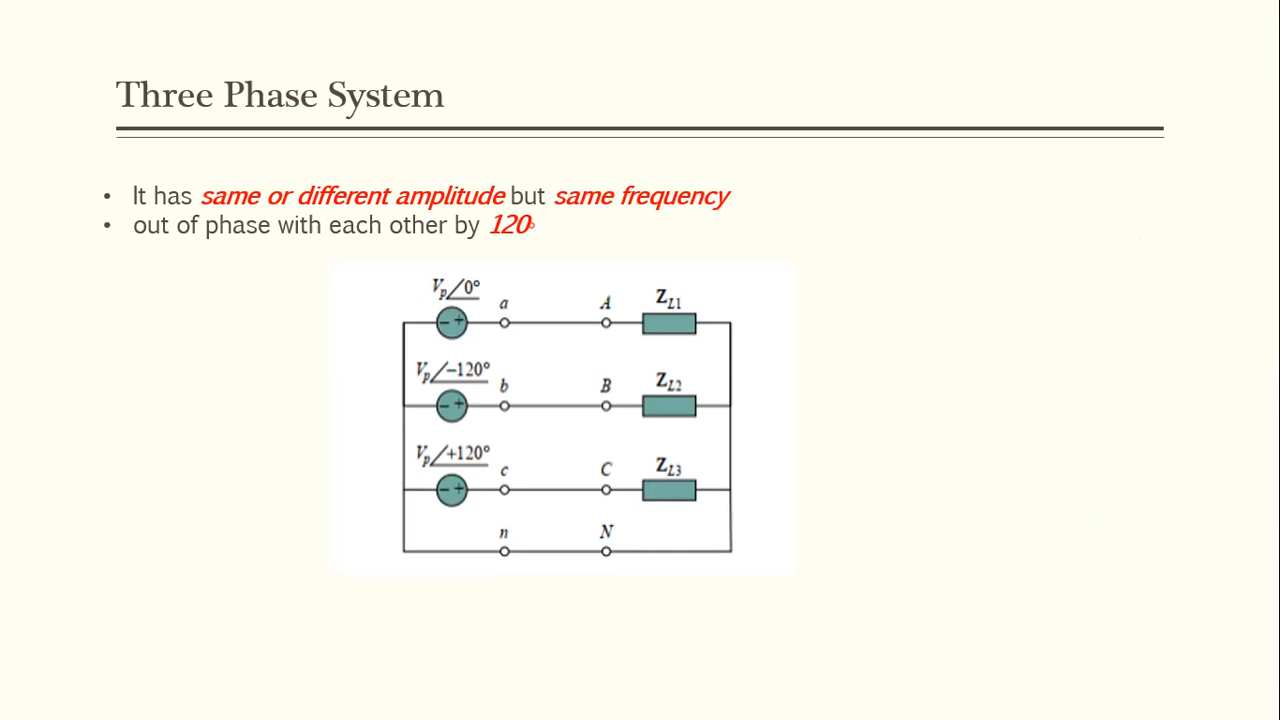 Three Phase System
• It has same or different amplitude but same frequency
• out of phase with each other by 120°
Vp∠0°
a
A
ZL1
Vp∠−120°
b
B
ZL2
Vp∠+120°
c
C
ZL3
n
N